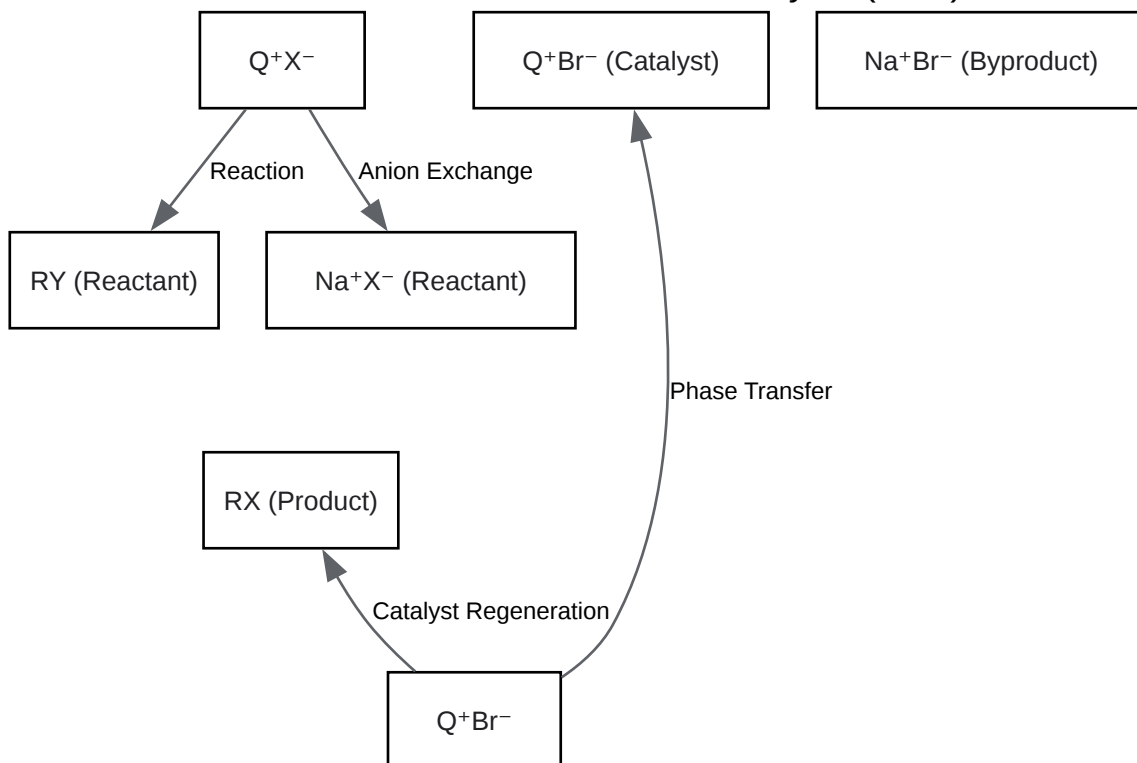 Q⁺X⁻
Q⁺Br⁻ (Catalyst)
Na⁺Br⁻ (Byproduct)
Reaction
Anion Exchange
RY (Reactant)
Na⁺X⁻ (Reactant)
Phase Transfer
RX (Product)
Catalyst Regeneration
Q⁺Br⁻